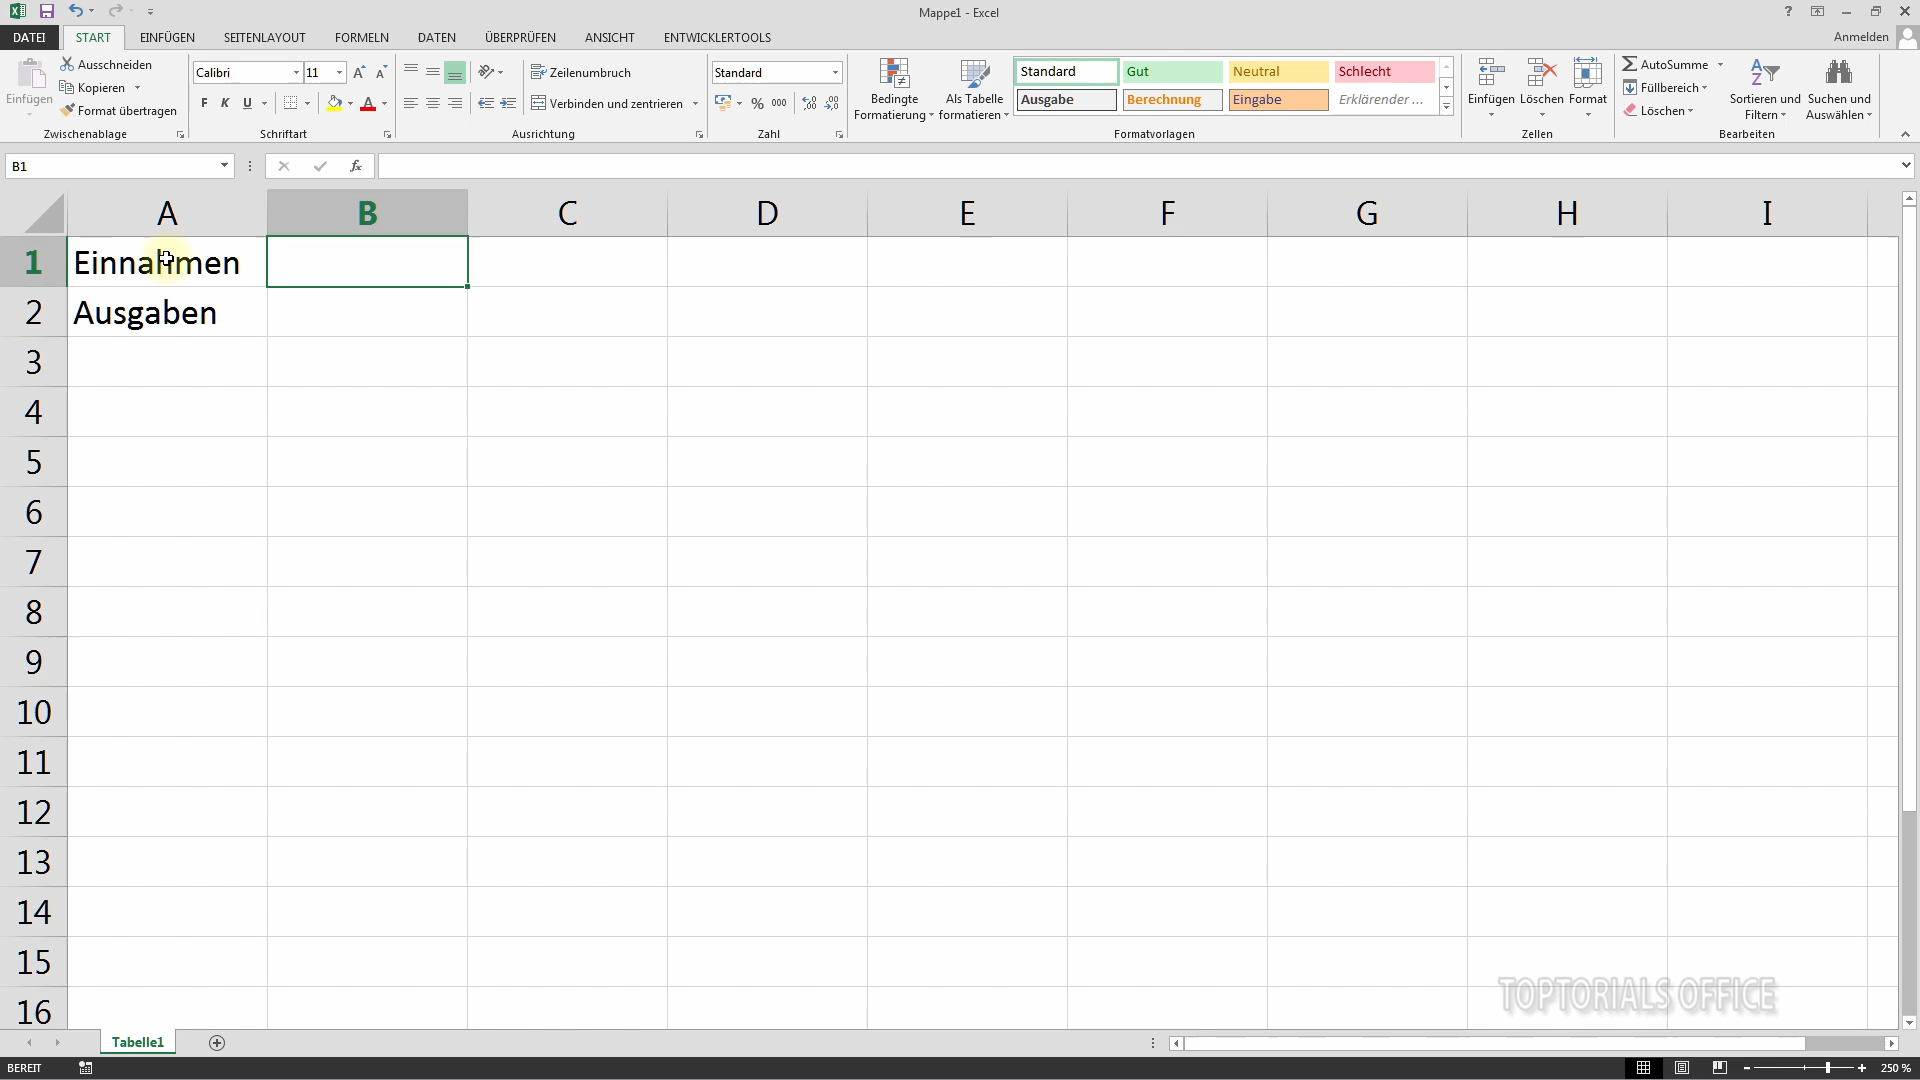 Mappe1 - Excel
?
DATEI START EINFÜGEN SEITENLAYOUT FORMELN DATEN ÜBERPRÜFEN ANSICHT ENTWICKLERTOOLS Anmelden
Einfügen
Ausschneiden
Kopieren
Format übertragen
Zwischenablage
Calibri 11
F K U
Schriftart
Zeilenumbruch
Verbinden und zentrieren
Ausrichtung
Standard
% 000
Zahl
Bedingte Formatierung
Als Tabelle formatieren
Standard Gut Neutral Schlecht
Ausgabe Berechnung Eingabe Erklärender ...
Formatvorlagen
Einfügen Löschen Format
Zellen
AutoSumme
Füllbereich
Löschen
Sortieren und Filtern
Suchen und Auswählen
Bearbeiten
B1
fx
A B C D E F G H I
1 Einnahmen
2 Ausgaben
3
4
5
6
7
8
9
10
11
12
13
14
15
16
TOPTORIALS OFFICE
Tabelle1
BEREIT
250 %